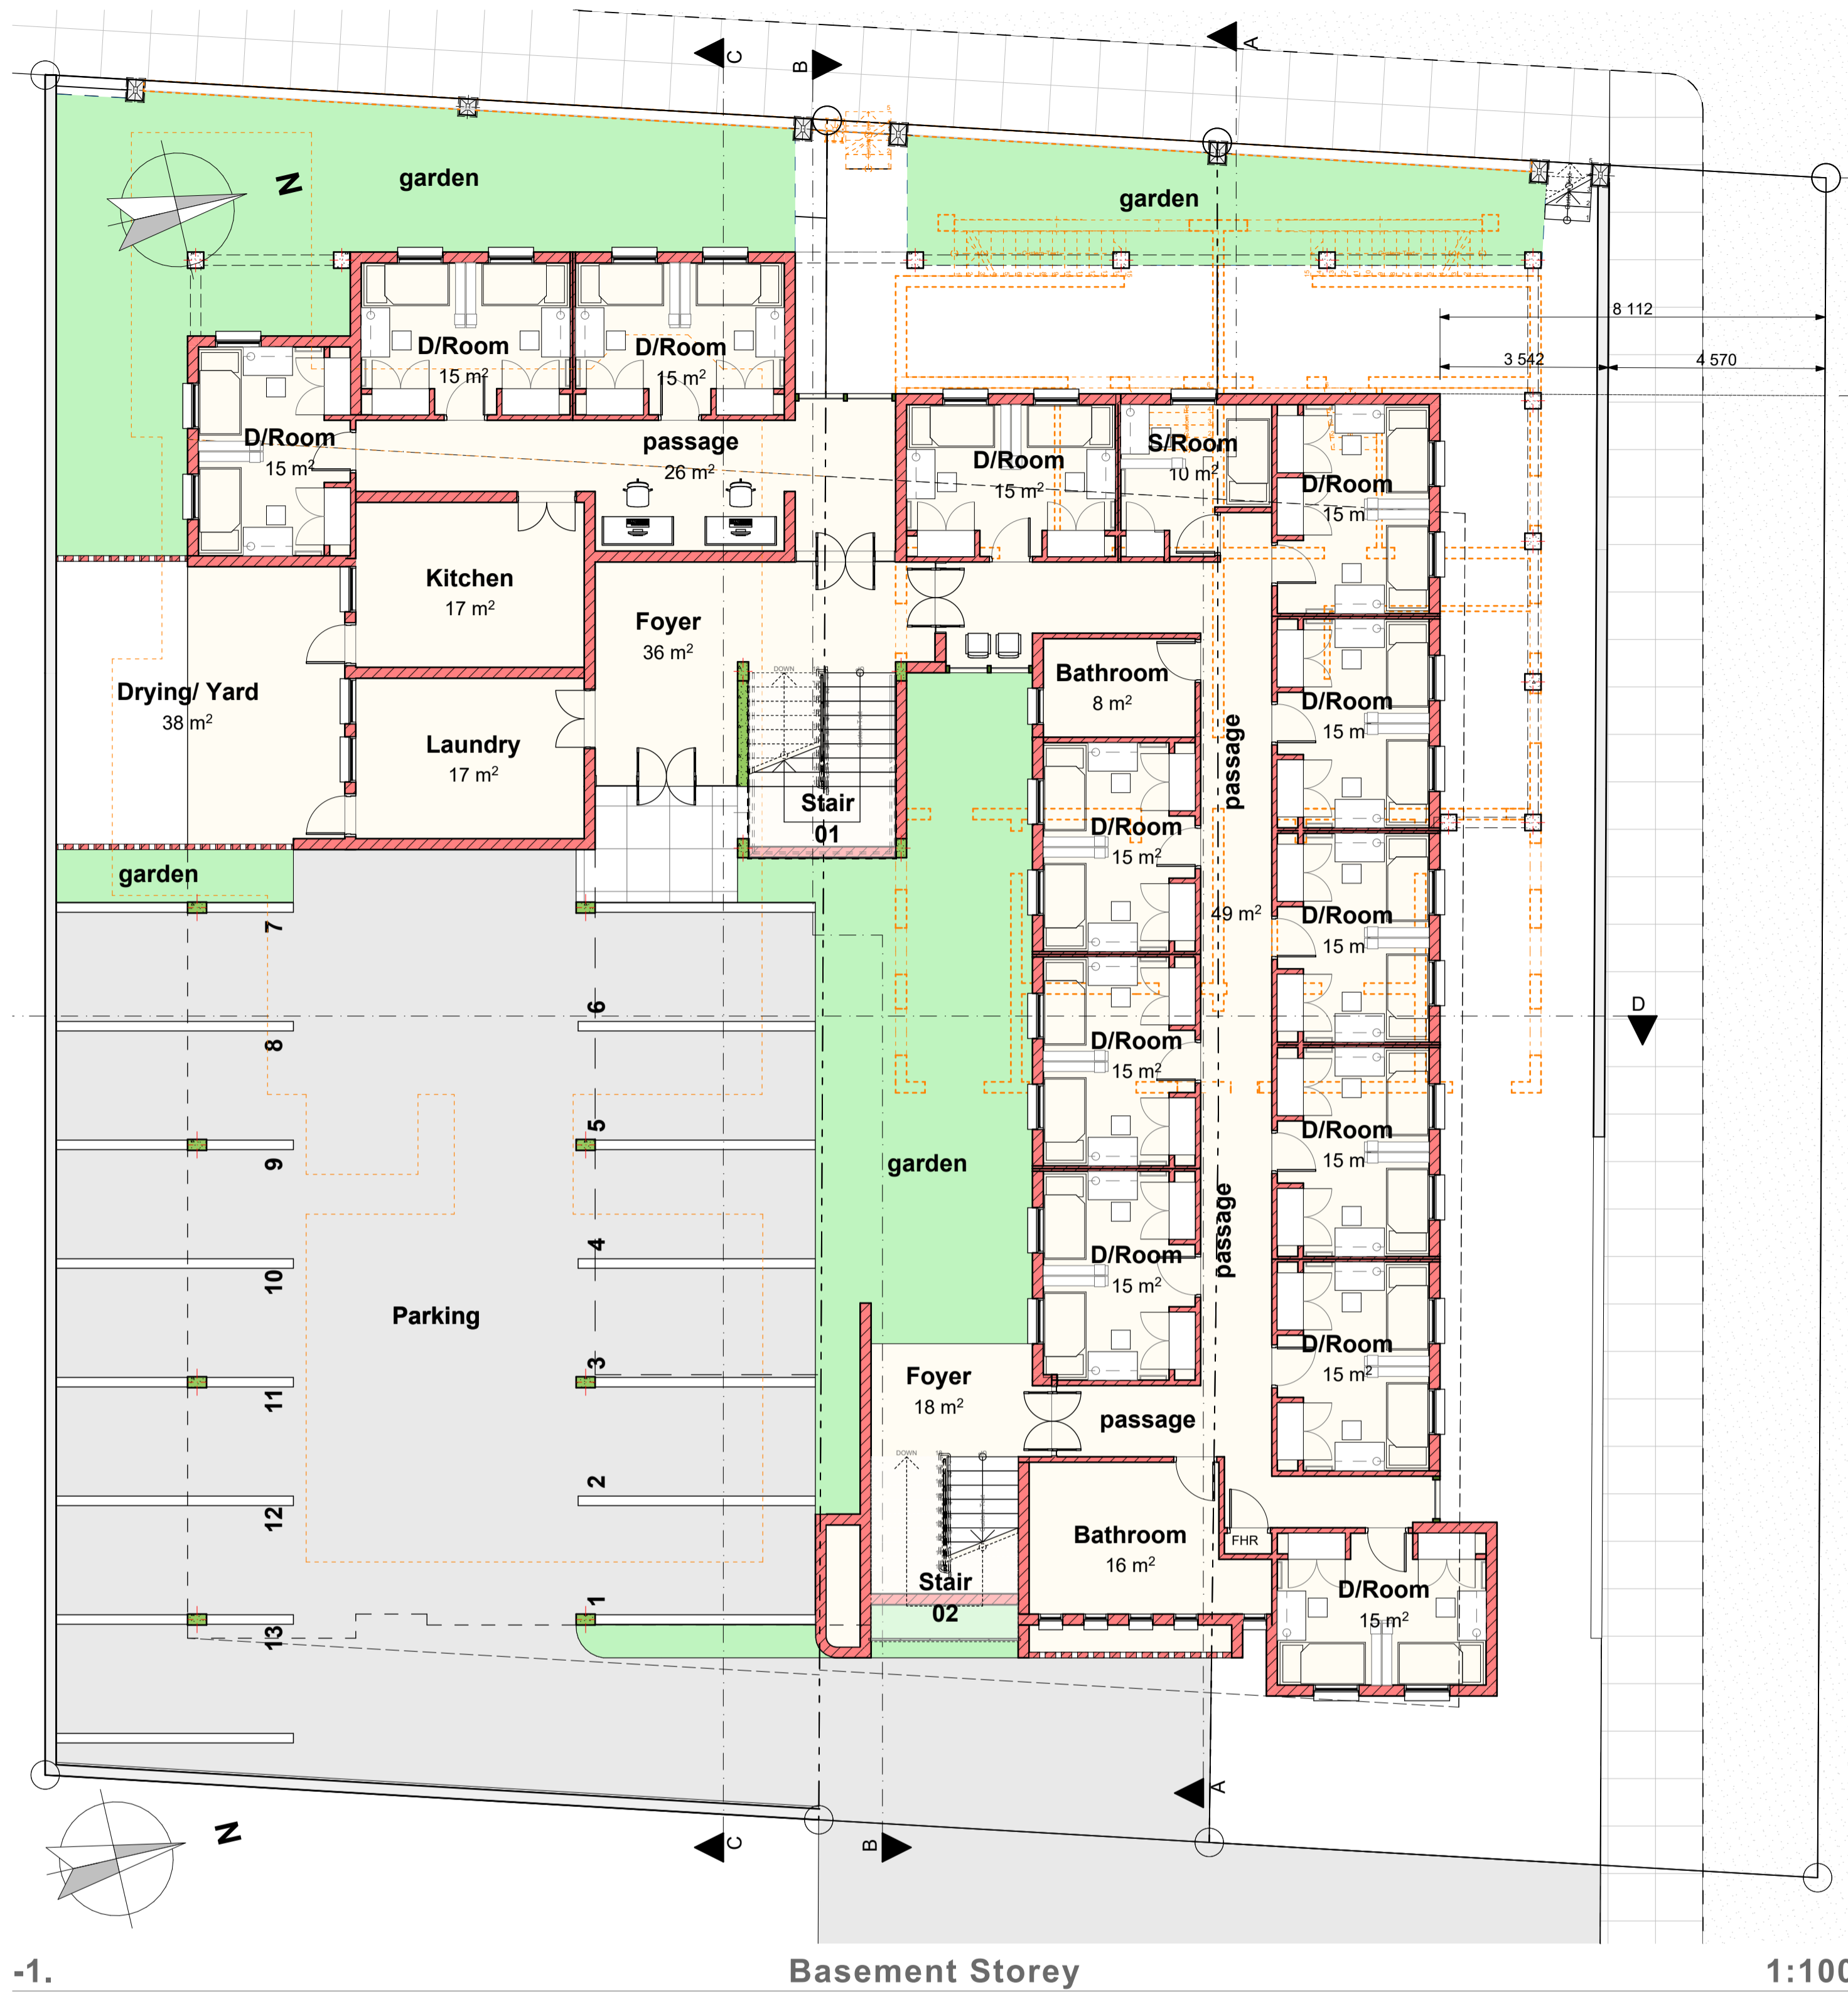 C
B
A
N
garden
garden
8 112
3 542
4 570
D/Room
15 m²
D/Room
15 m²
D/Room
15 m²
passage
26 m²
D/Room
15 m²
S/Room
10 m²
D/Room
15 m
Kitchen
17 m²
Foyer
36 m²
Drying/ Yard
38 m²
Laundry
17 m²
DOWN
Stair
01
Bathroom
8 m²
passage
D/Room
15 m
D/Room
15 m²
49 m²
D/Room
15 m
garden
7
6
8
D
D/Room
15 m²
D/Room
15 m
5
9
garden
passage
4
10
D/Room
15 m²
Parking
D/Room
15 m²
3
11
Foyer
18 m²
passage
DOWN
2
12
Bathroom
16 m²
FHR
Stair
02
D/Room
15 m²
1
13
A
C
B
N
-1.
Basement Storey
1:100